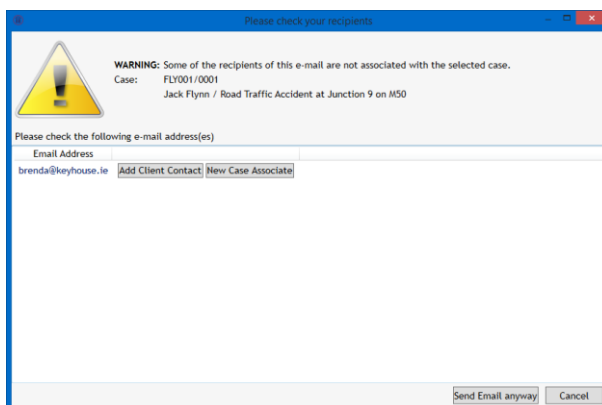 Please check your recipients
WARNING: Some of the recipients of this e-mail are not associated with the selected case.
Case: FLY001/0001
Jack Flynn / Road Traffic Accident at Junction 9 on M50
Please check the following e-mail address(es)
Email Address
brenda@keyhouse.ie Add Client Contact New Case Associate
Send Email anyway Cancel